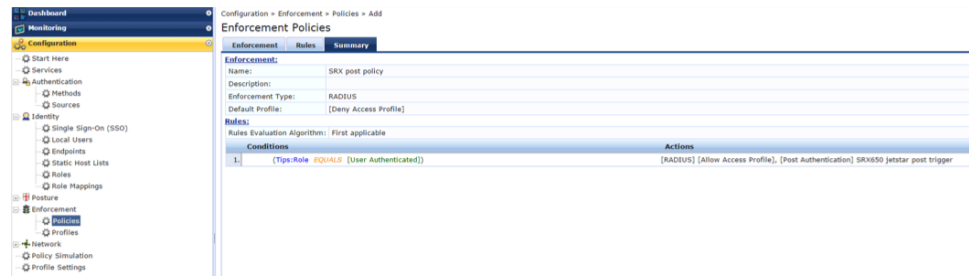 Dashboard
Monitoring
Configuration
Start Here
Services
Authentication
Methods
Sources
Identity
Single Sign-On (SSO)
Local Users
Endpoints
Static Host Lists
Roles
Role Mappings
Posture
Enforcement
Policies
Profiles
Network
Policy Simulation
Profile Settings
Configuration » Enforcement » Policies » Add
Enforcement Policies
Enforcement Rules Summary
Enforcement:
Name: SRX post policy
Description:
Enforcement Type: RADIUS
Default Profile: [Deny Access Profile]
Rules:
Rules Evaluation Algorithm: First applicable
Conditions Actions
1. (Tips:Role EQUALS [User Authenticated]) [RADIUS] [Allow Access Profile], [Post Authentication] SRX650 jetstar post trigger